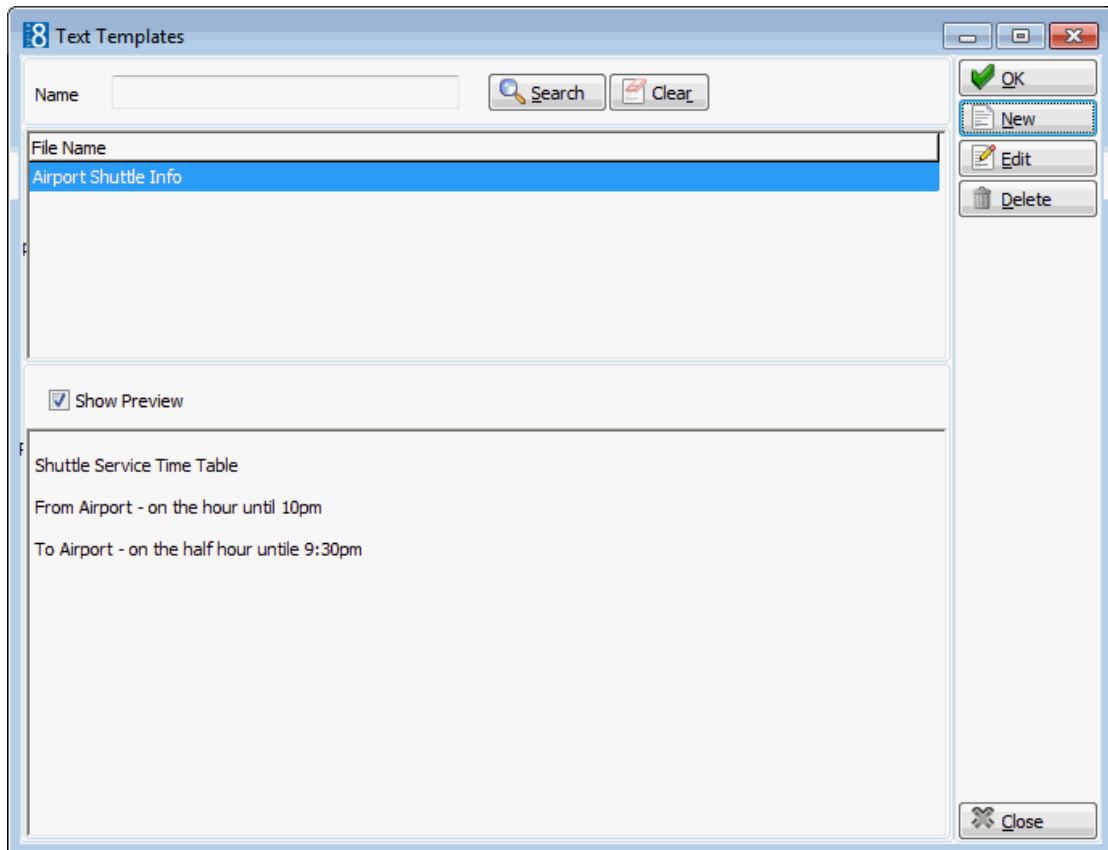 8 Text Templates
Name
Search
Clear
OK
New
Edit
Delete
File Name
Airport Shuttle Info
Show Preview
Shuttle Service Time Table
From Airport - on the hour until 10pm
To Airport - on the half hour untile 9:30pm
Close